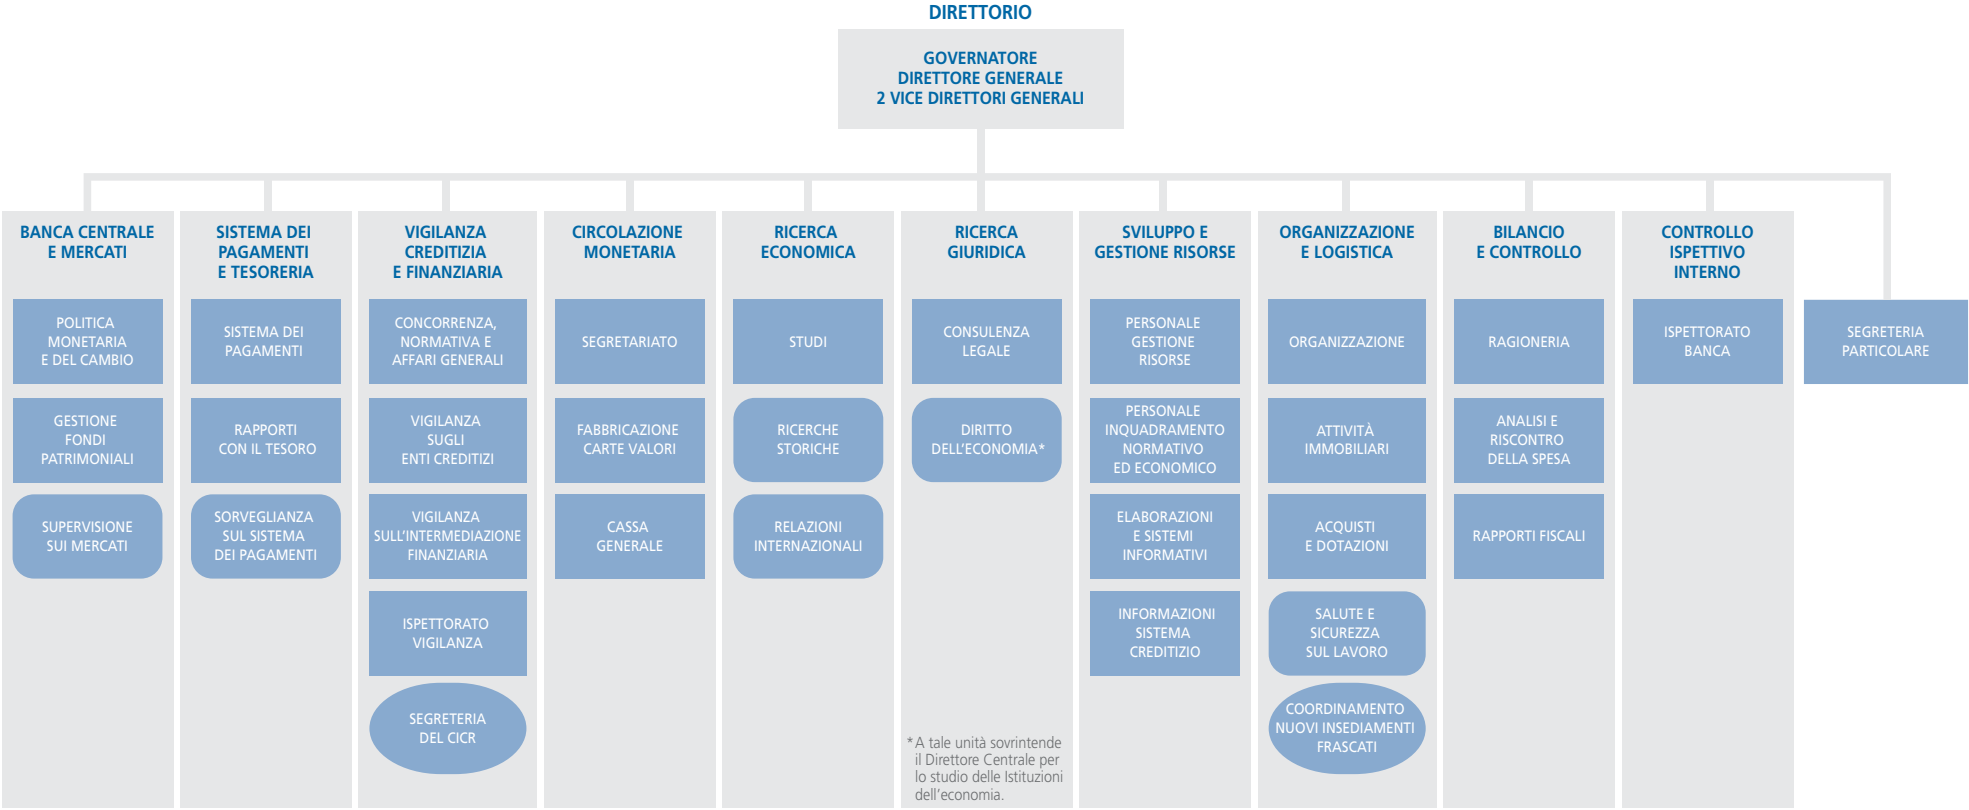 DIRETTORIO
GOVERNATORE
DIRETTORE GENERALE
2 VICE DIRETTORI GENERALI
BANCA CENTRALE
E MERCATI
POLITICA
MONETARIA
E DEL CAMBIO
GESTIONE
FONDI
PATRIMONIALI
SUPERVISIONE
SUI MERCATI
SISTEMA DEI
PAGAMENTI
E TESORERIA
SISTEMA DEI
PAGAMENTI
RAPPORTI
CON IL TESORO
SORVEGLIANZA
SUL SISTEMA
DEI PAGAMENTI
VIGILANZA
CREDITIZIA
E FINANZIARIA
CONCORRENZA,
NORMATIVA E
AFFARI GENERALI
VIGILANZA
SUGLI
ENTI CREDITIZI
VIGILANZA
SULL'INTERMEDIAZIONE
FINANZIARIA
ISPETTORATO
VIGILANZA
SEGRETERIA
DEL CICR
CIRCOLAZIONE
MONETARIA
SEGRETARIATO
FABBRICAZIONE
CARTE VALORI
CASSA
GENERALE
RICERCA
ECONOMICA
STUDI
RICERCHE
STORICHE
RELAZIONI
INTERNAZIONALI
RICERCA
GIURIDICA
CONSULENZA
LEGALE
DIRITTO
DELL'ECONOMIA*
*A tale unità sovrintende
il Direttore Centrale per
lo studio delle Istituzioni
dell'economia.
SVILUPPO E
GESTIONE RISORSE
PERSONALE
GESTIONE
RISORSE
PERSONALE
INQUADRAMENTO
NORMATIVO
ED ECONOMICO
ELABORAZIONI
E SISTEMI
INFORMATIVI
INFORMAZIONI
SISTEMA
CREDITIZIO
ORGANIZZAZIONE
E LOGISTICA
ORGANIZZAZIONE
ATTIVITÀ
IMMOBILIARI
ACQUISTI
E DOTAZIONI
SALUTE E
SICUREZZA
SUL LAVORO
COORDINAMENTO
NUOVI INSEDIAMENTI
FRASCATI
BILANCIO
E CONTROLLO
RAGIONERIA
ANALISI E
RISCONTRO
DELLA SPESA
RAPPORTI FISCALI
CONTROLLO
ISPETTIVO
INTERNO
ISPETTORATO
BANCA
SEGRETERIA
PARTICOLARE